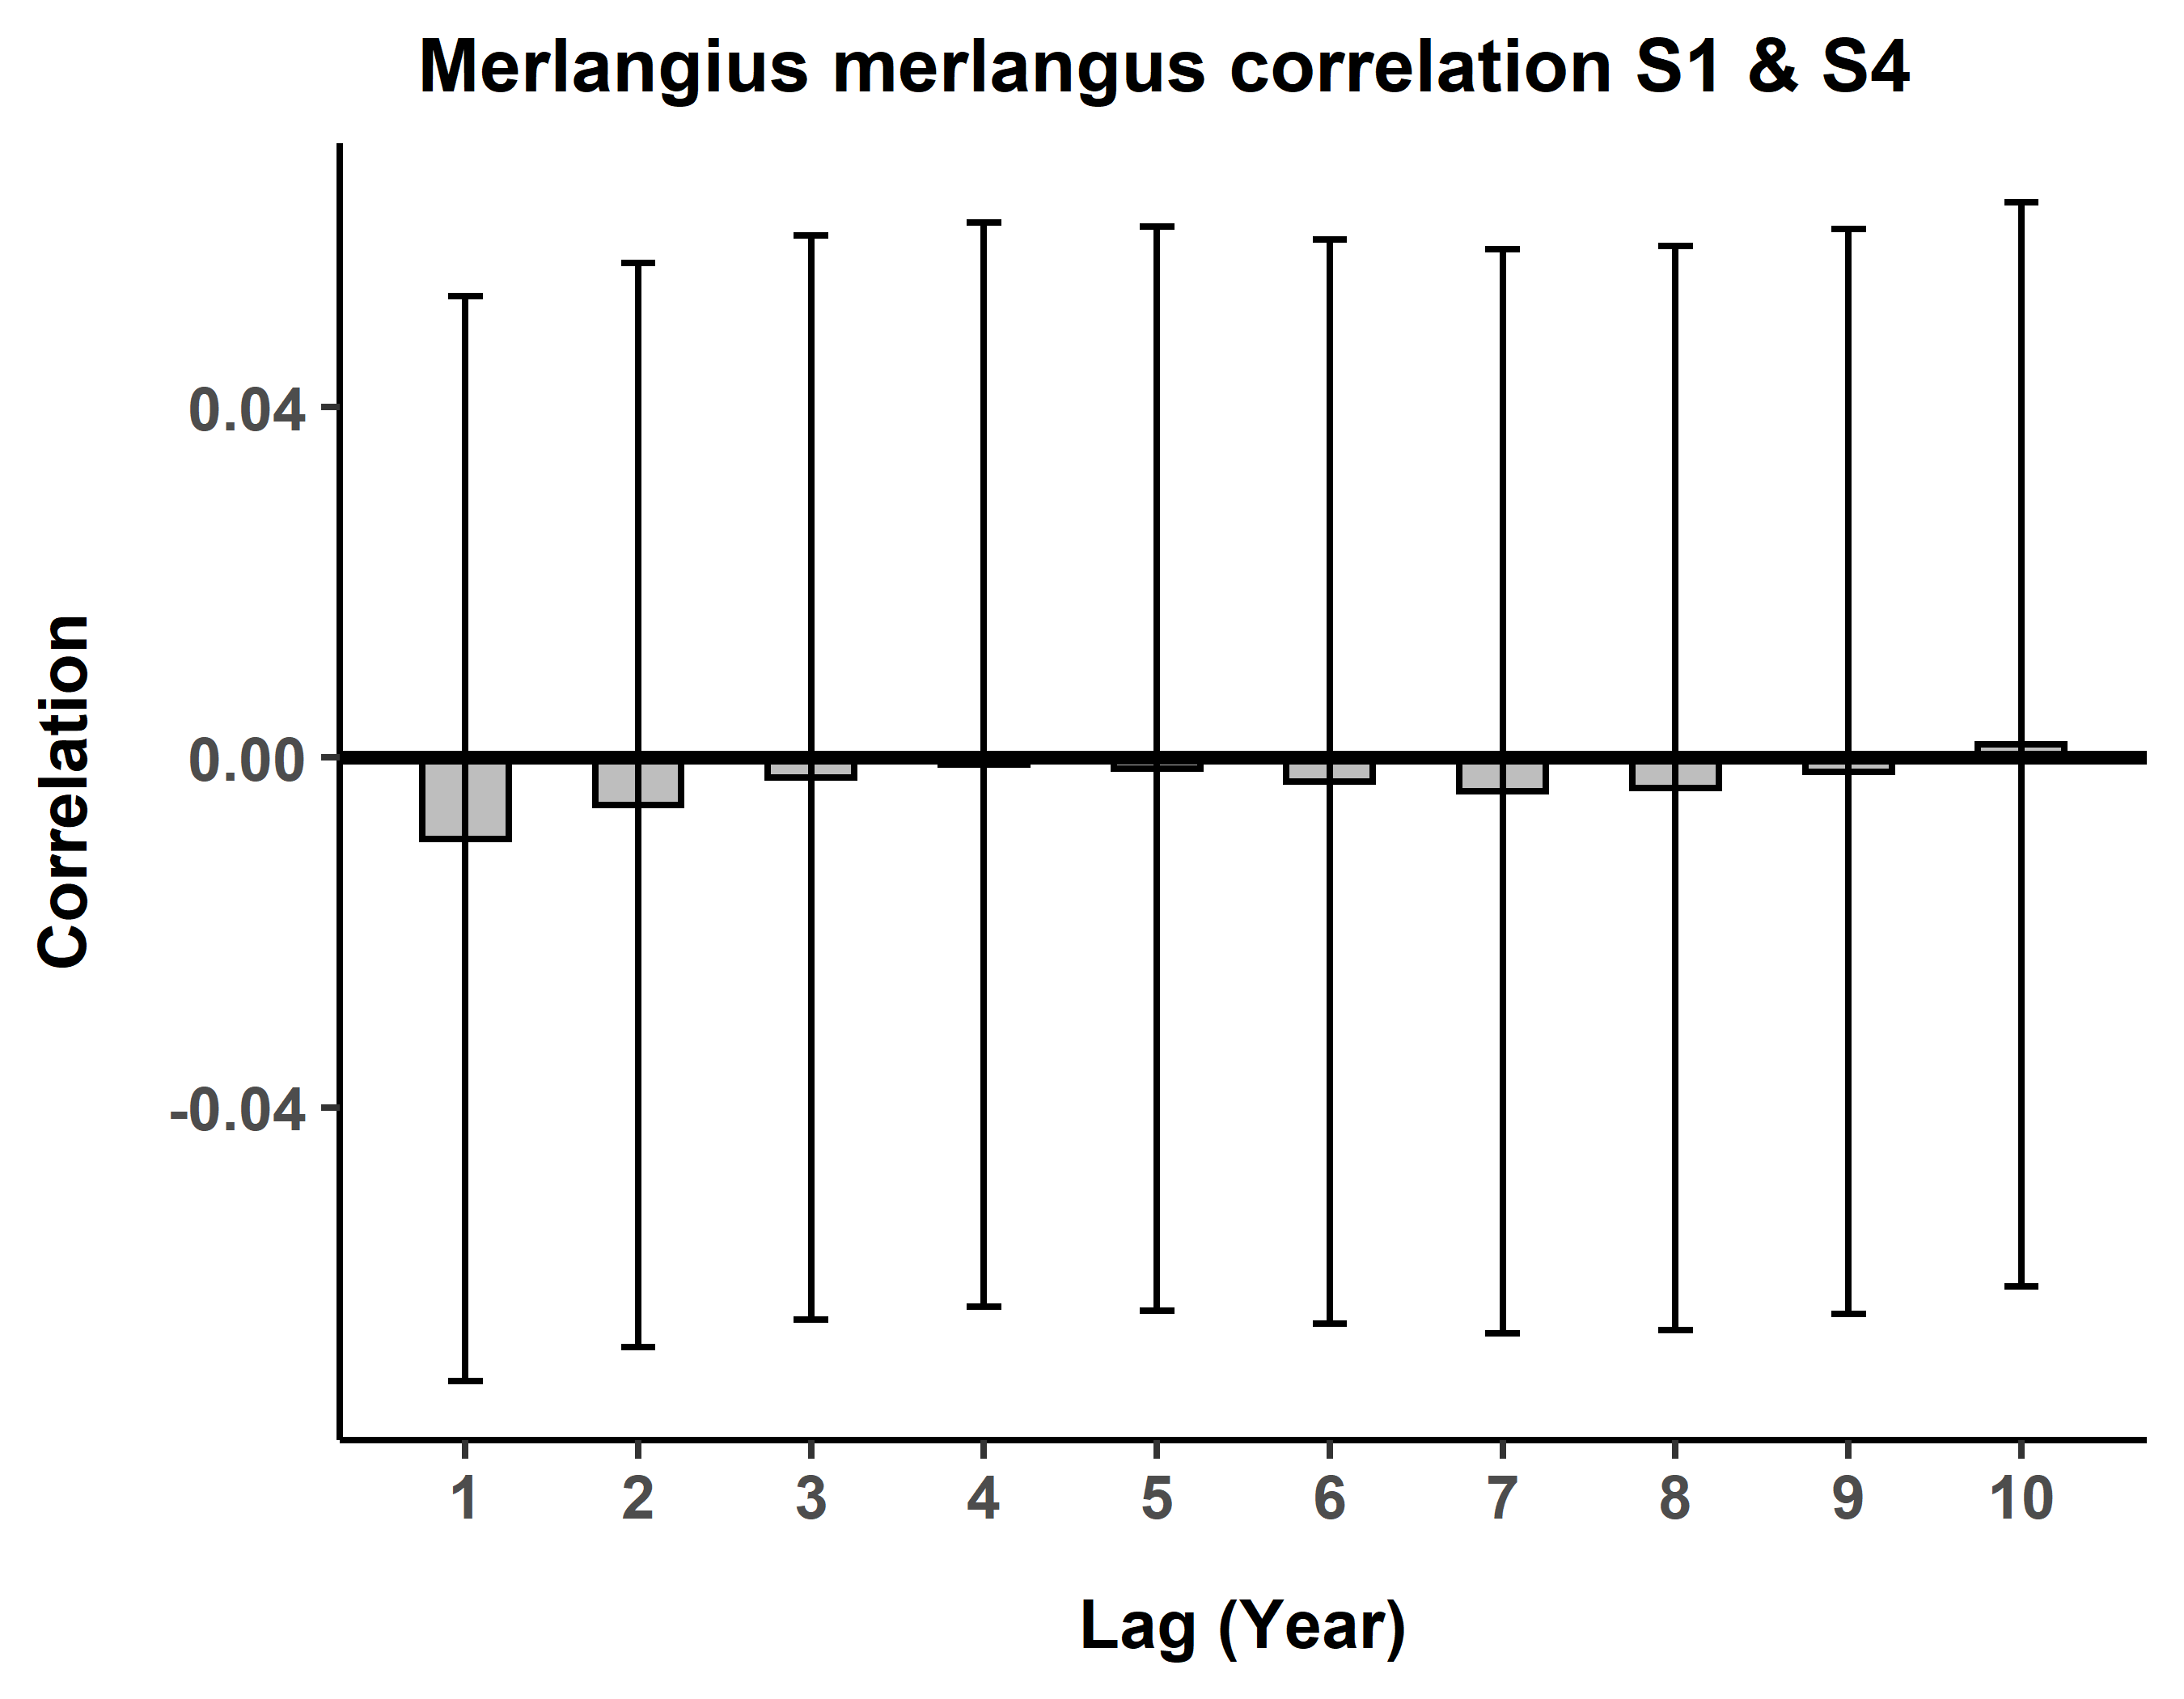 Merlangius merlangus correlation S1 & S4
Correlation
0.04
0.00
-0.04
1 2 3 4 5 6 7 8 9 10
Lag (Year)